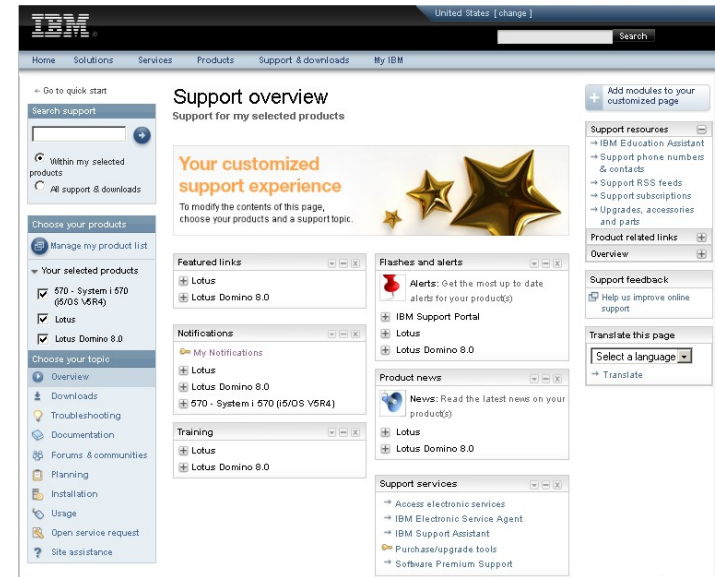 United States [ change ]
IBM
Search
Home Solutions Services Products Support & downloads My IBM
← Go to quick start
Search support
Within my selected
products
All support & downloads
Choose your products
Manage my product list
Your selected products
570 - System i 570
(i5/OS V5R4)
Lotus
Lotus Domino 8.0
Choose your topic
Overview
Downloads
Troubleshooting
Documentation
Forums & communities
Planning
Installation
Usage
Open service request
Site assistance
Support overview
Support for my selected products
Your customized
support experience
To modify the contents of this page,
choose your products and a support topic.
Featured links
Lotus
Lotus Domino 8.0
Notifications
My Notifications
Lotus
Lotus Domino 8.0
570 - System i 570 (i5/OS V5R4)
Training
Lotus
Lotus Domino 8.0
Flashes and alerts
Alerts: Get the most up to date
alerts for your product(s)
IBM Support Portal
Lotus
Lotus Domino 8.0
Product news
News: Read the latest news on your
product(s)
Lotus
Lotus Domino 8.0
Support services
→ Access electronic services
→ IBM Electronic Service Agent
→ IBM Support Assistant
Purchase/upgrade tools
→ Software Premium Support
Add modules to your
customized page
Support resources
→ IBM Education Assistant
→ Support phone numbers
& contacts
→ Support RSS feeds
→ Support subscriptions
→ Upgrades, accessories
and parts
Product related links
Overview
Support feedback
Help us improve online
support
Translate this page
Select a language
→ Translate